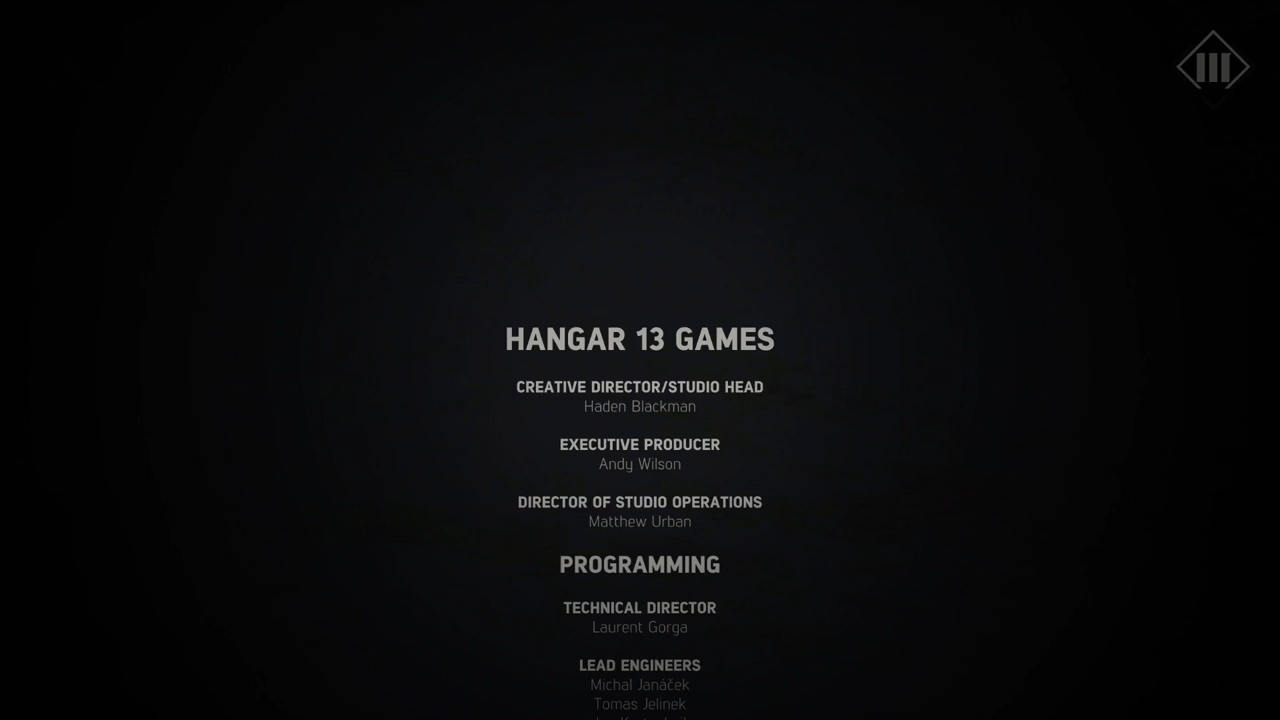 HANGAR 13 GAMES
CREATIVE DIRECTOR/STUDIO HEAD
Haden Blackman
EXECUTIVE PRODUCER
Andy Wilson
DIRECTOR OF STUDIO OPERATIONS
Matthew Urban
PROGRAMMING
TECHNICAL DIRECTOR
Laurent Gorga
LEAD ENGINEERS
Michal Janáček
Tomas Jelinek